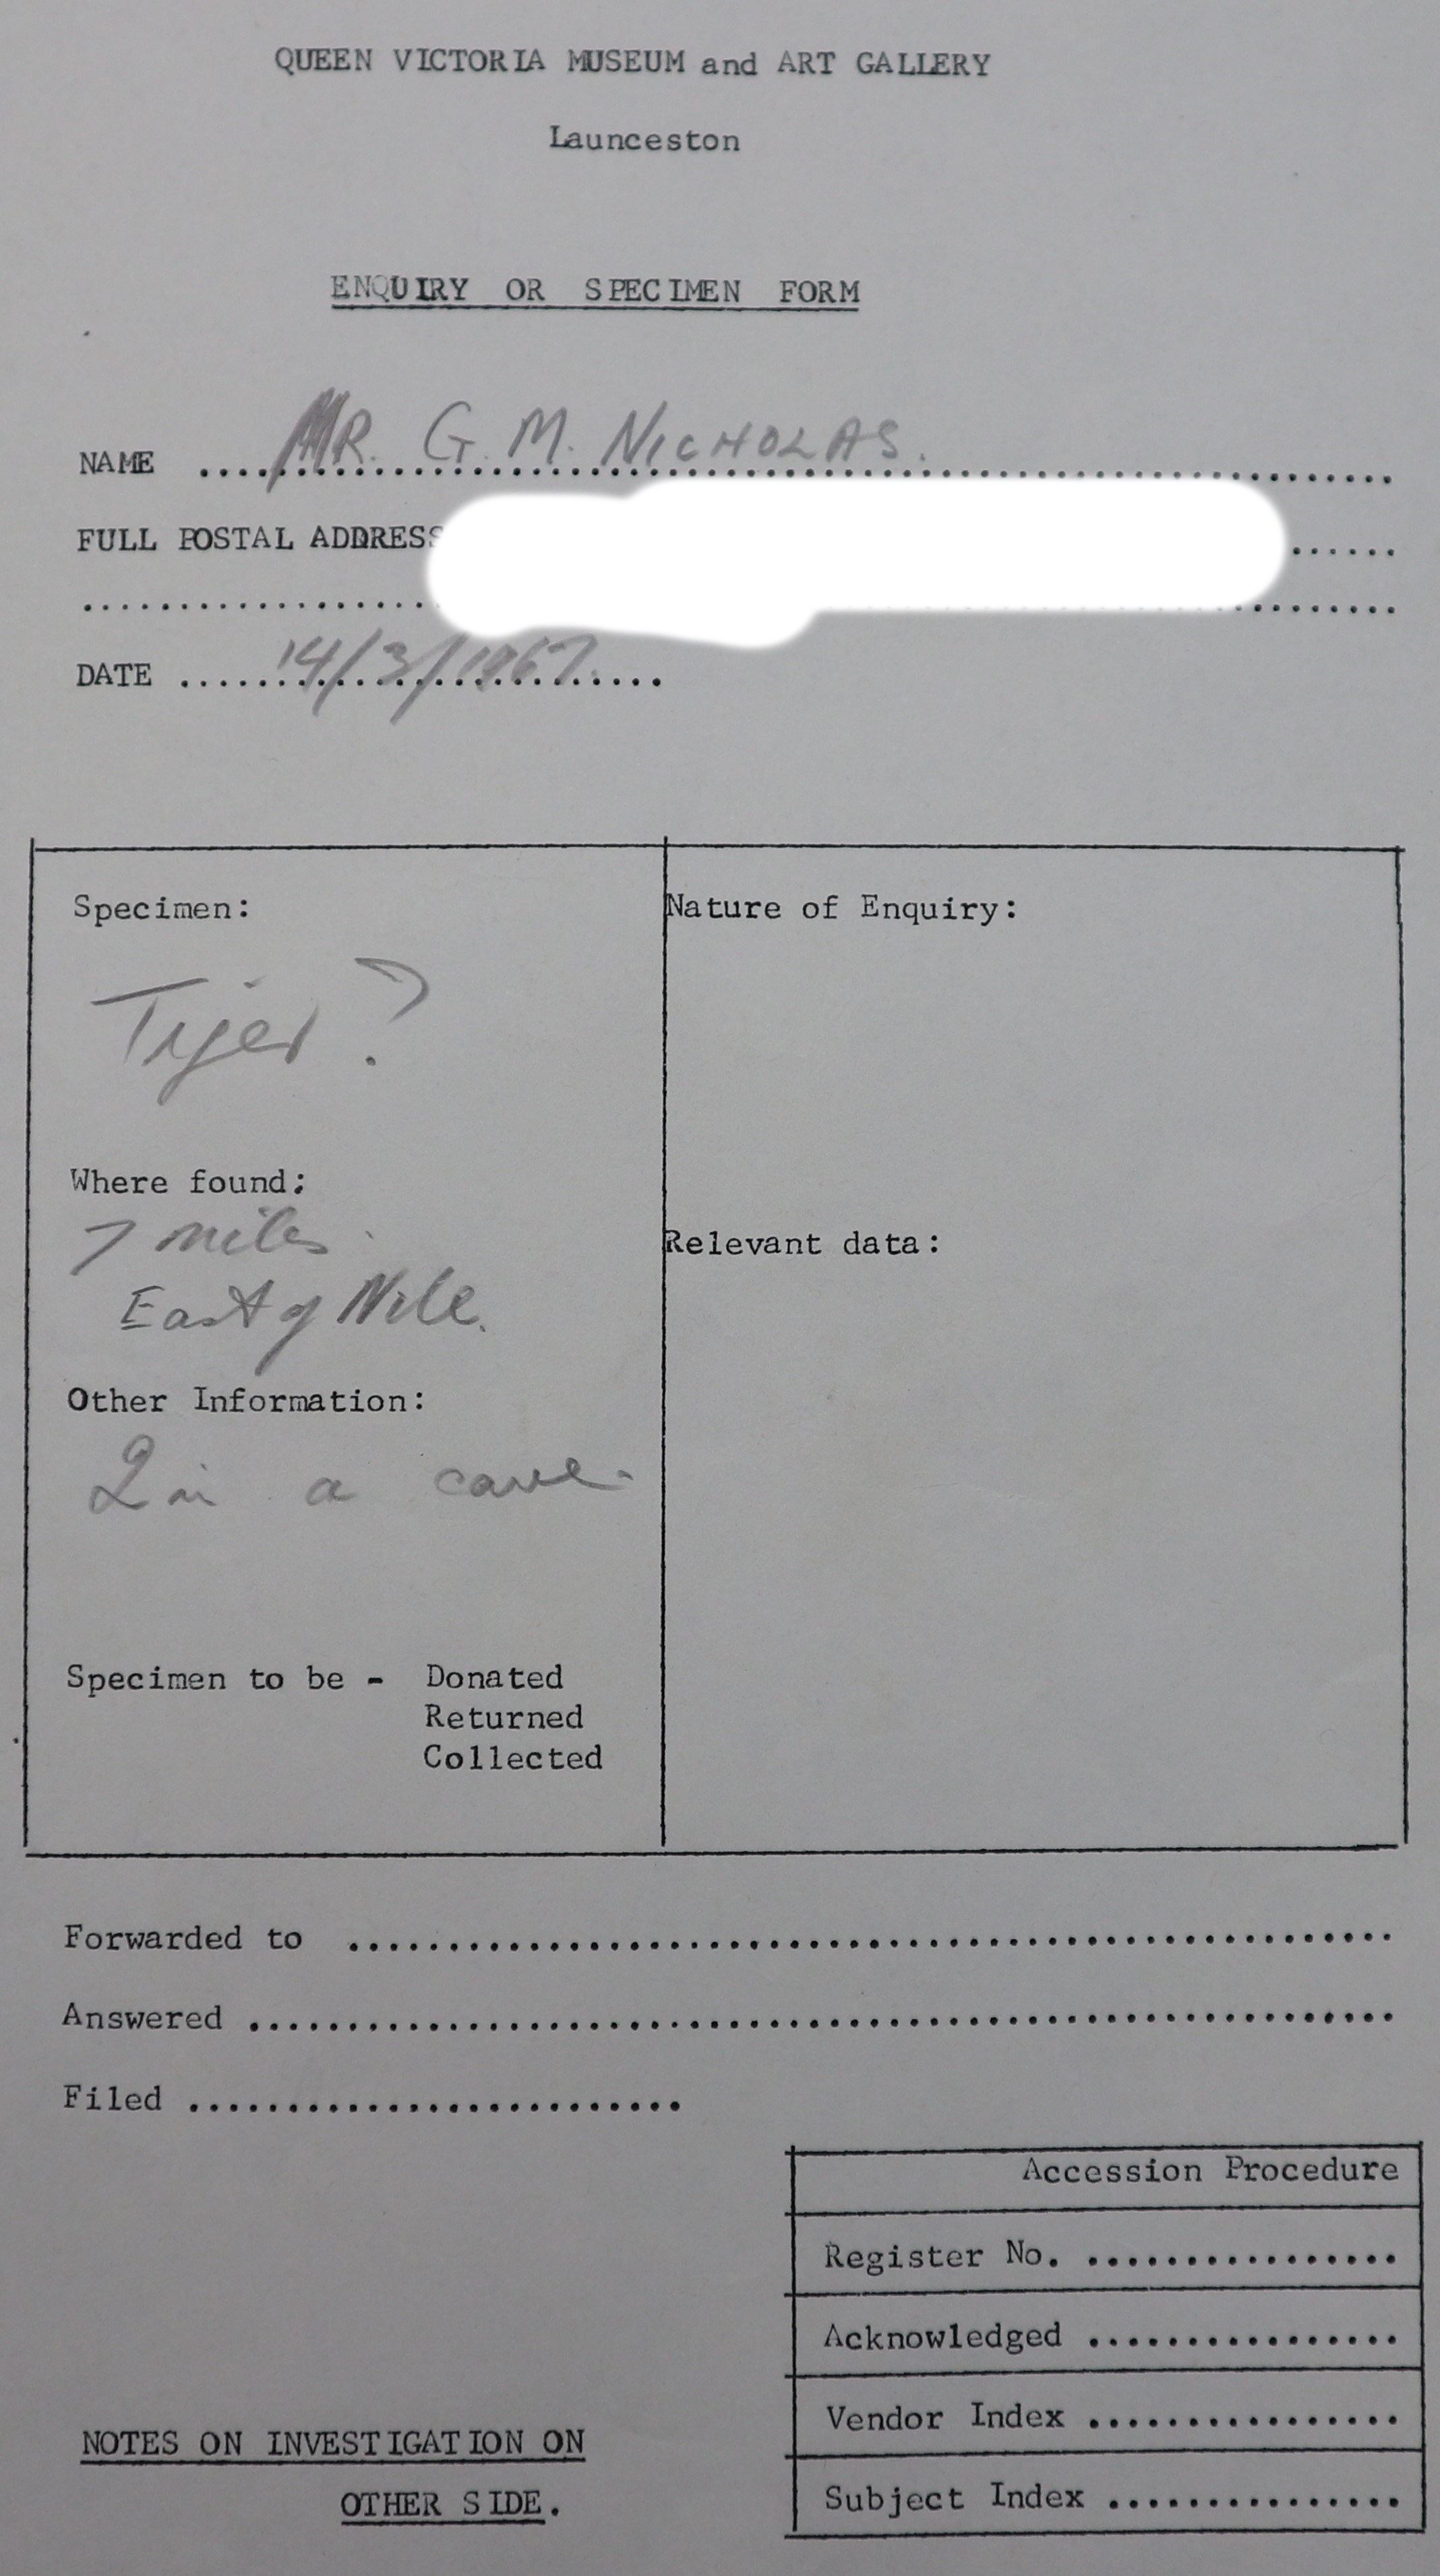 QUEEN VICTORIA MUSEUM and ART GALLERY
Launceston
ENQUIRY OR SPECIMEN FORM
NAME MR. G. M. NICHOLAS.
FULL POSTAL ADDRESS
DATE 14/3/1967.
Specimen:
Tiger?
Where found:
7 miles
East of Nile.
Other Information:
2 in a cave.
Specimen to be - Donated
Returned
Collected
Nature of Enquiry:
Relevant data:
Forwarded to
Answered
Filed
Accession Procedure
Register No.
Acknowledged
Vendor Index
Subject Index
NOTES ON INVESTIGATION ON
OTHER SIDE.